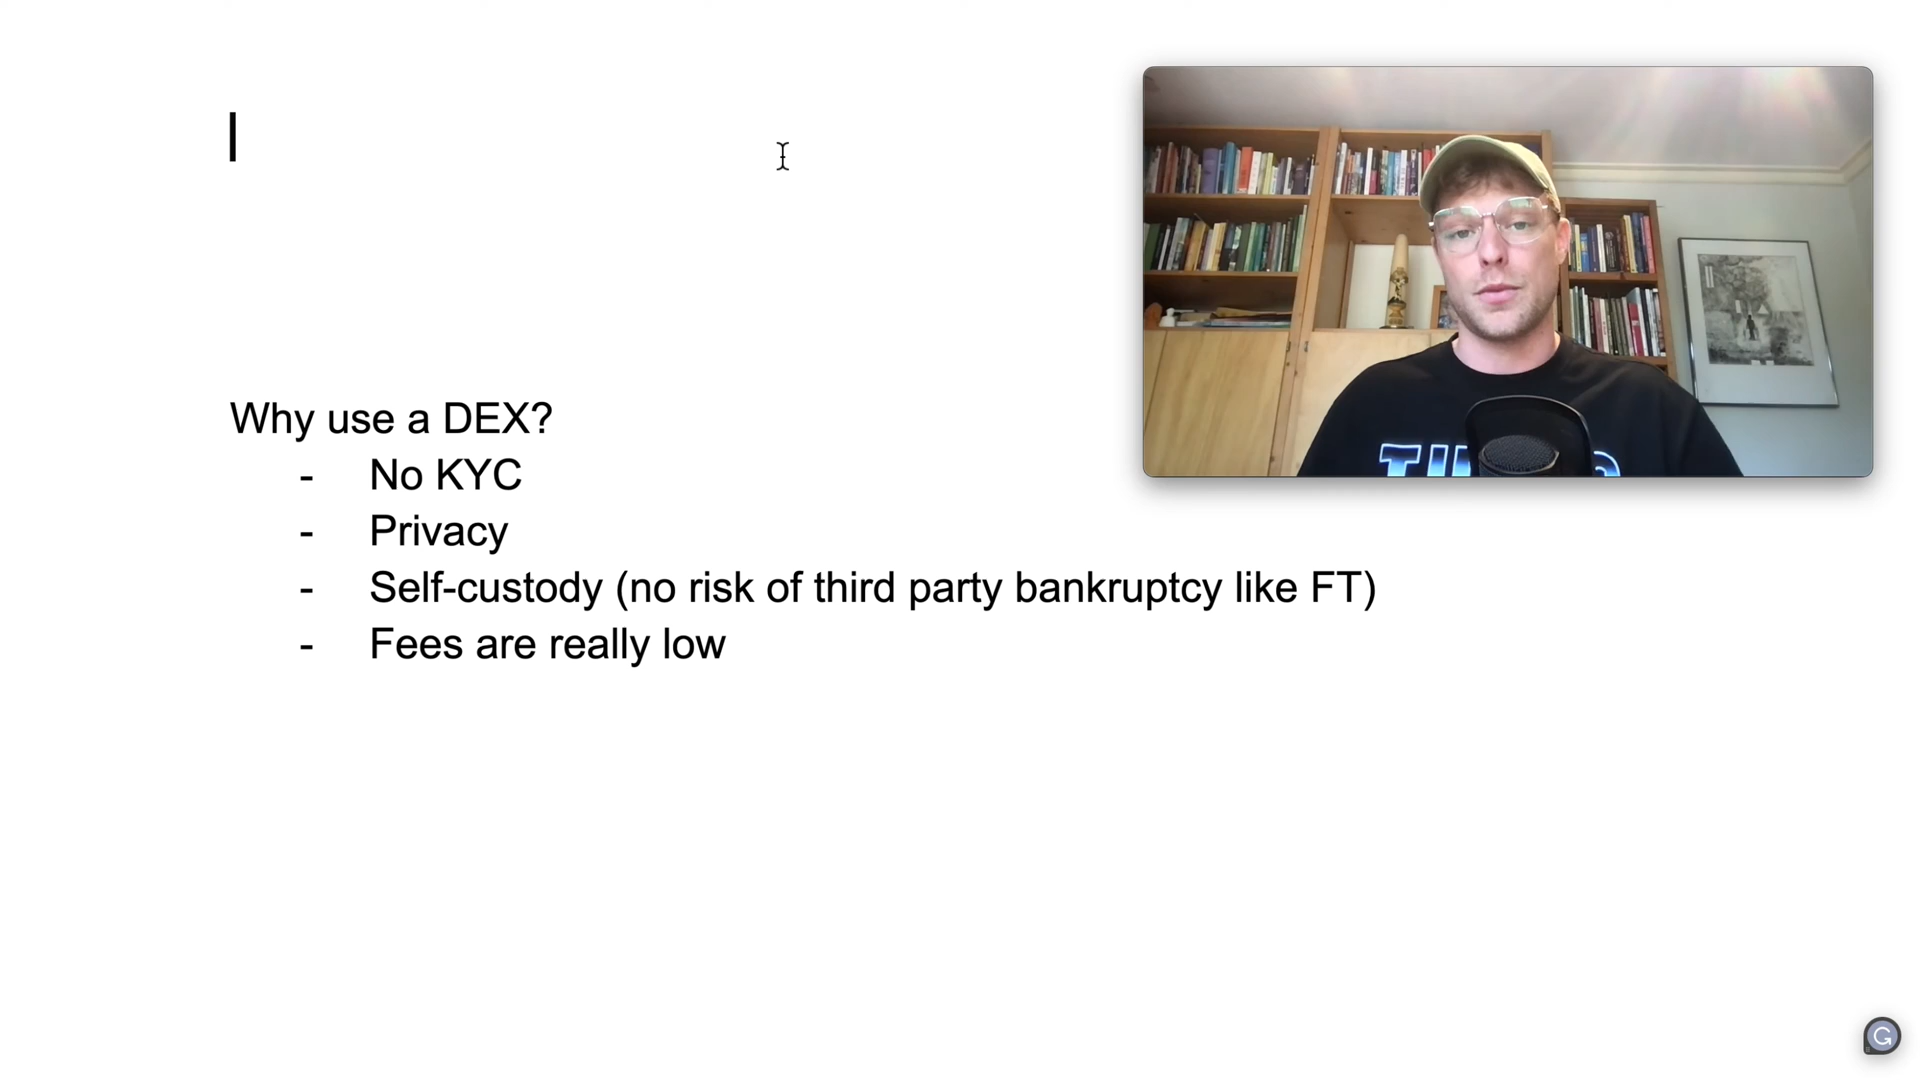 Why use a DEX?
- No KYC
- Privacy
- Self-custody (no risk of third party bankruptcy like FT)
- Fees are really low